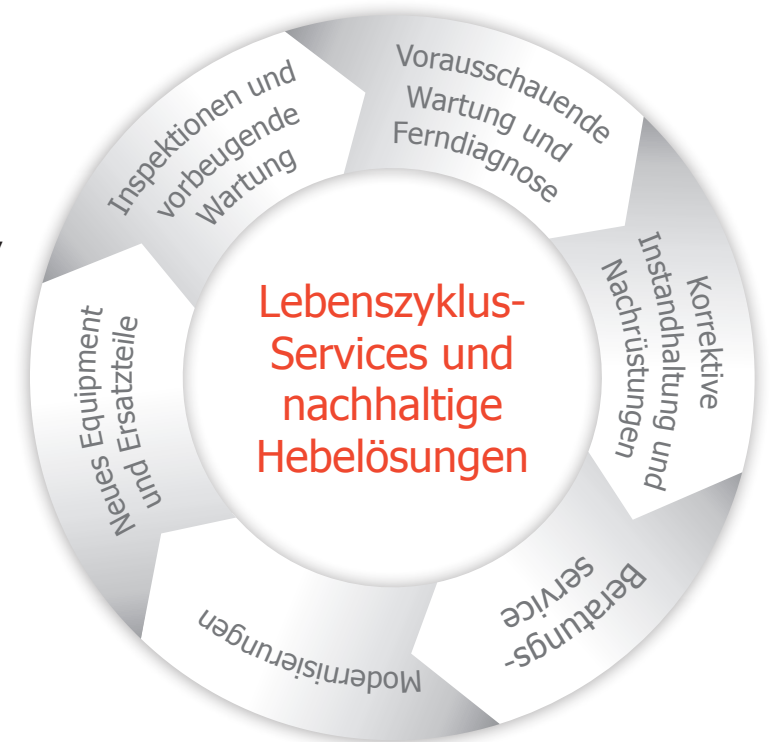 Inspektionen und
vorbeugende
Wartung
Vorausschauende
Wartung und
Ferndiagnose
Korrektive
Instandhaltung und
Nachrüstungen
Beratungs-
service
Modernisierungen
Neues Equipment
und Ersatzteile
Lebenszyklus-
Services und
nachhaltige
Hebelösungen